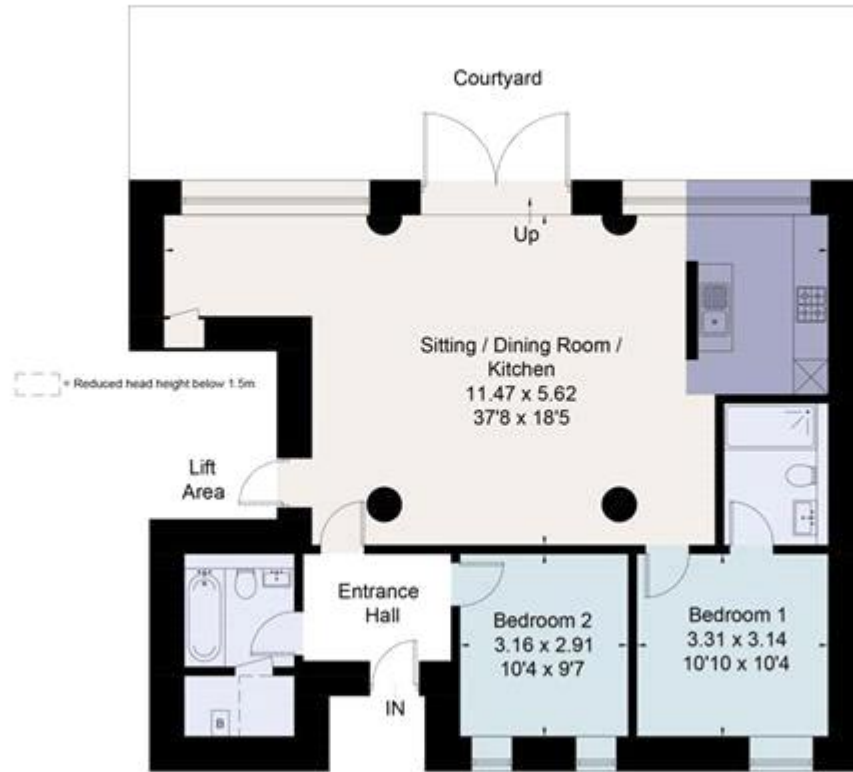 Courtyard
Up
Sitting / Dining Room /
Kitchen
11.47 x 5.62
37'8 x 18'5
= Reduced head height below 1.5m
Lift
Area
Entrance
Hall
Bedroom 2
3.16 x 2.91
10'4 x 9'7
Bedroom 1
3.31 x 3.14
10'10 x 10'4
B
IN